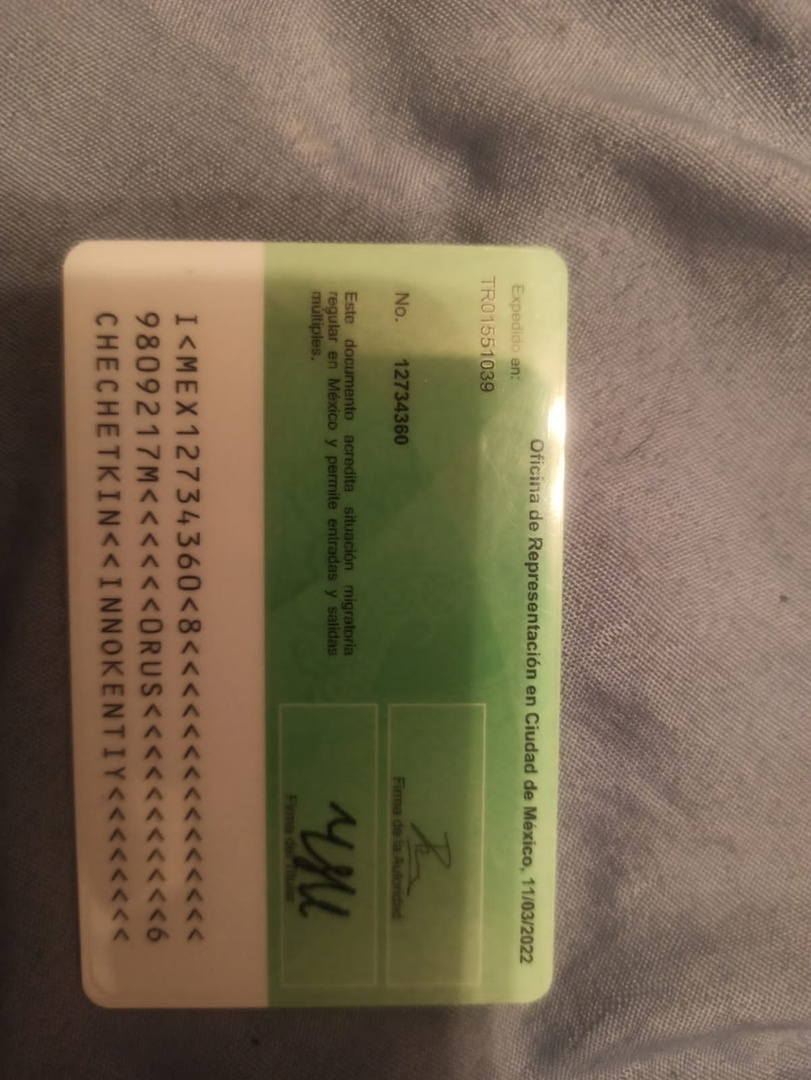 Oficina de Representación en Ciudad de México, 11/03/2022
Expedido en:
TR01551039
No. 12734360
Firma de la Autoridad
Este documento acredita situación migratoria
regular en México y permite entradas y salidas
múltiples.
Firma del Titular
I<MEX12734360<8<<<<<<<<<<<<<<<
9809217M<<<<<<0RUS<<<<<<<<<<<6
CHECHETKIN<<INNOKENTIY<<<<<<<<